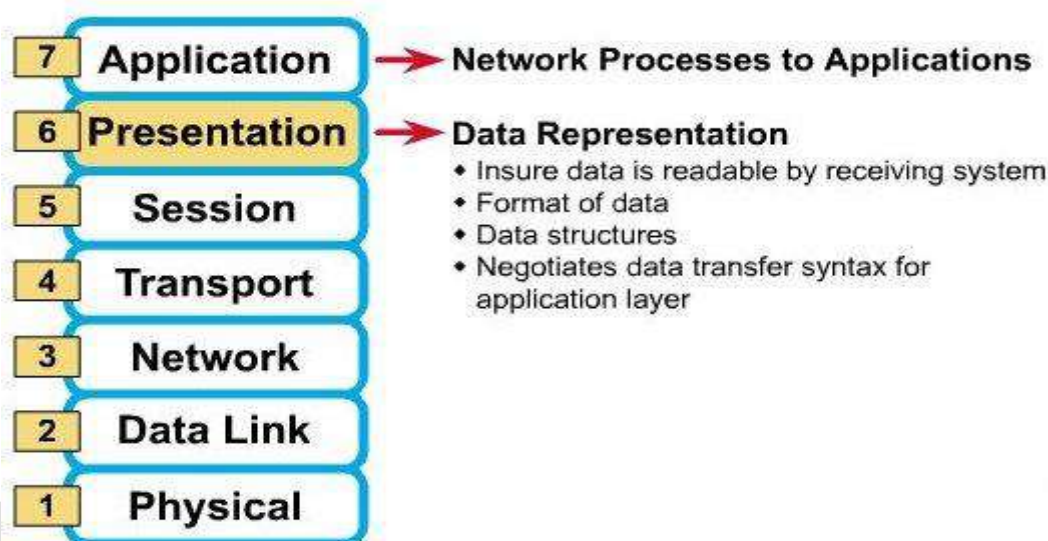 7 Application Network Processes to Applications
6 Presentation Data Representation
• Insure data is readable by receiving system
• Format of data
• Data structures
• Negotiates data transfer syntax for
application layer
5 Session
4 Transport
3 Network
2 Data Link
1 Physical